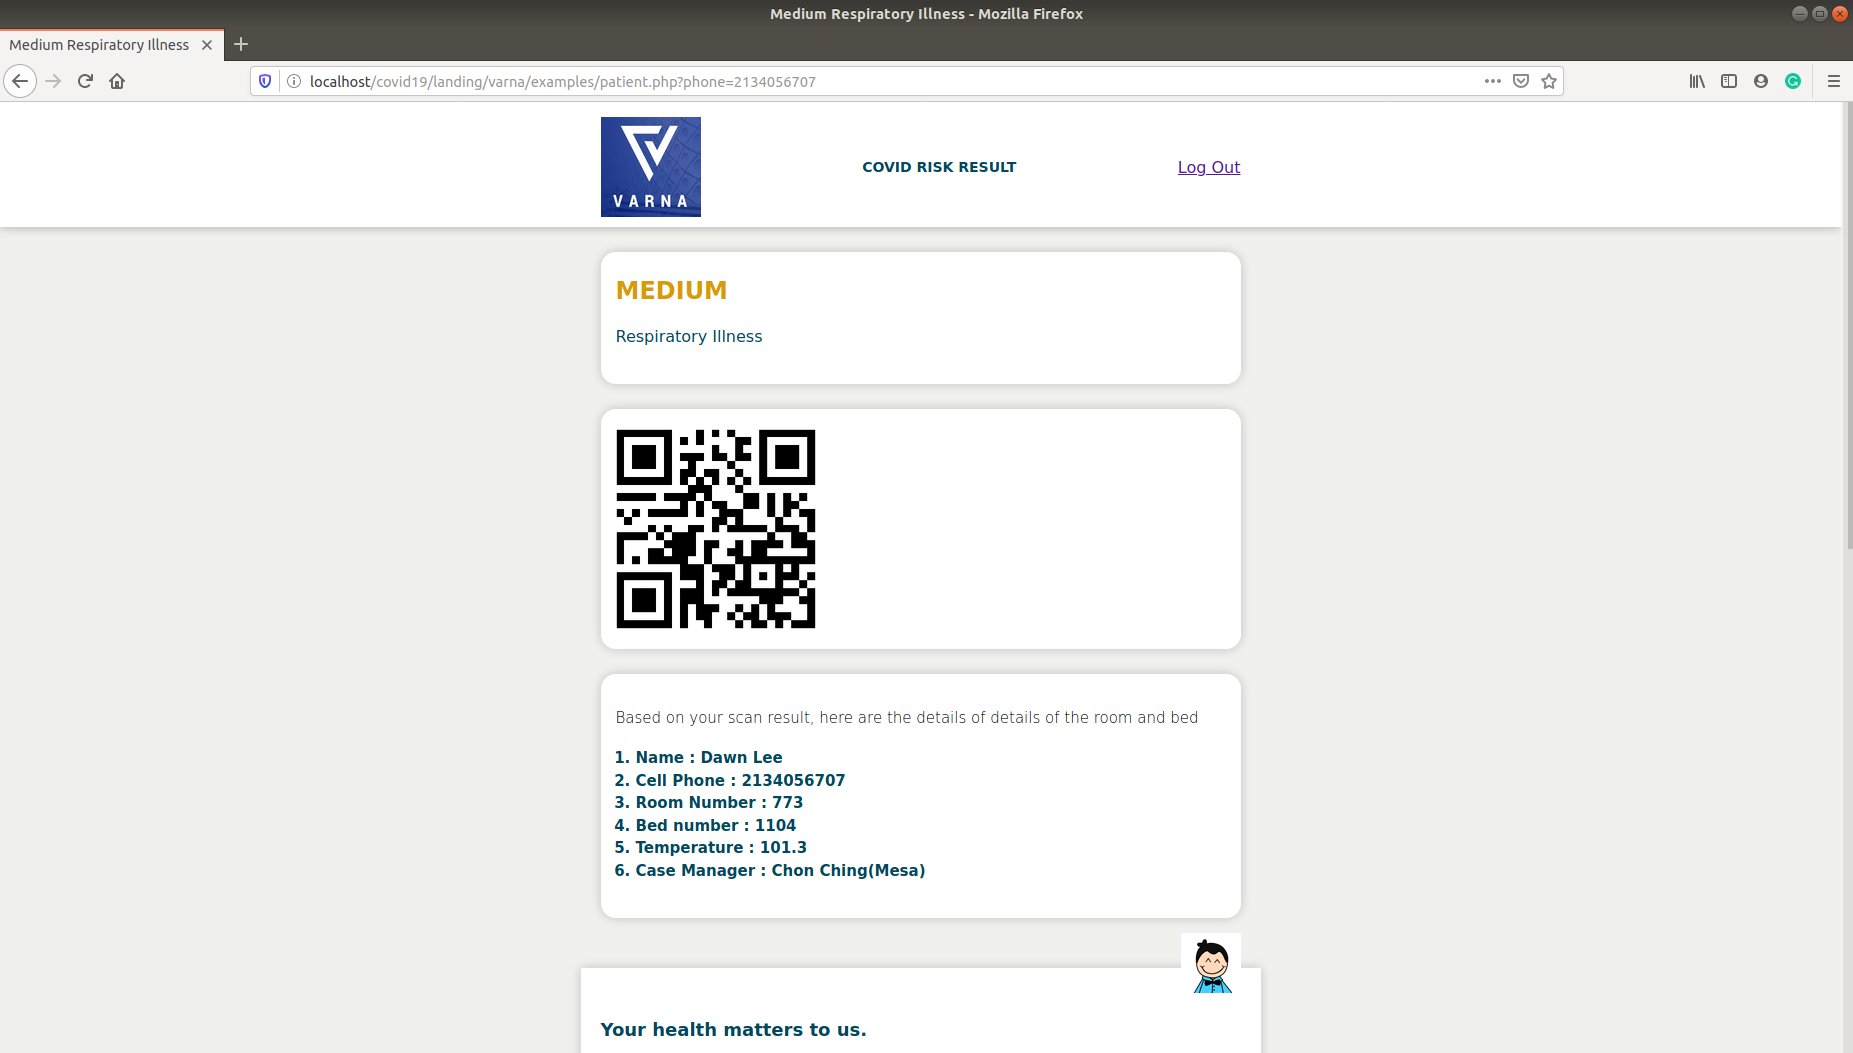 Medium Respiratory Illness - Mozilla Firefox
Medium Respiratory Illness
localhost/covid19/landing/varna/examples/patient.php?phone=2134056707
VARNA
COVID RISK RESULT
Log Out
MEDIUM
Respiratory Illness
Based on your scan result, here are the details of details of the room and bed
1. Name : Dawn Lee
2. Cell Phone : 2134056707
3. Room Number : 773
4. Bed number : 1104
5. Temperature : 101.3
6. Case Manager : Chon Ching(Mesa)
Your health matters to us.